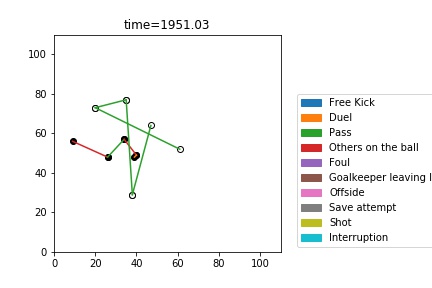 time=1951.03
100
80
60
40
20
0
0 20 40 60 80 100
Free Kick
Duel
Pass
Others on the ball
Foul
Goalkeeper leaving l
Offside
Save attempt
Shot
Interruption